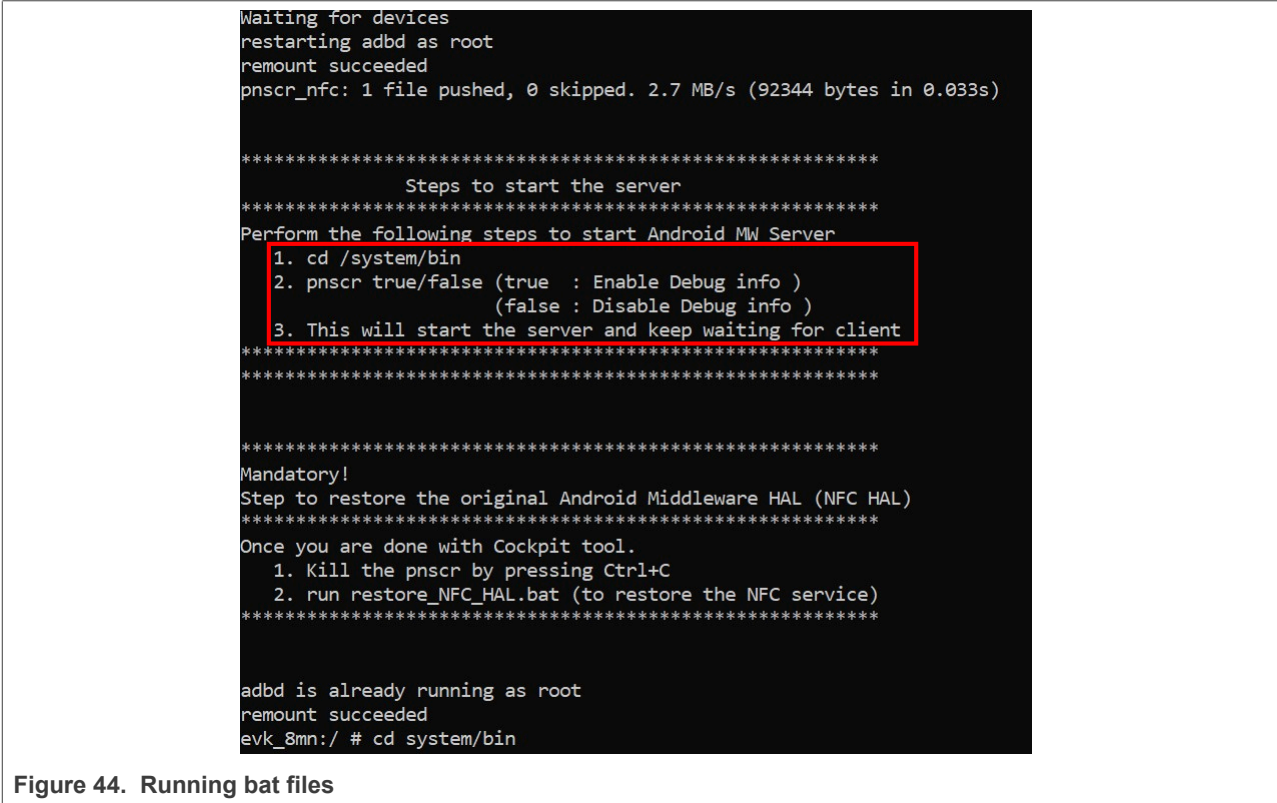 Waiting for devices
restarting adbd as root
remount succeeded
pnscr_nfc: 1 file pushed, 0 skipped. 2.7 MB/s (92344 bytes in 0.033s)
**********************************************************
Steps to start the server
**********************************************************
Perform the following steps to start Android MW Server
1. cd /system/bin
2. pnscr true/false (true  : Enable Debug info )
(false : Disable Debug info )
3. This will start the server and keep waiting for client
**********************************************************
**********************************************************
**********************************************************
Mandatory!
Step to restore the original Android Middleware HAL (NFC HAL)
**********************************************************
Once you are done with Cockpit tool.
1. Kill the pnscr by pressing Ctrl+C
2. run restore_NFC_HAL.bat (to restore the NFC service)
**********************************************************
adbd is already running as root
remount succeeded
evk_8mn:/ # cd system/bin
Figure 44. Running bat files